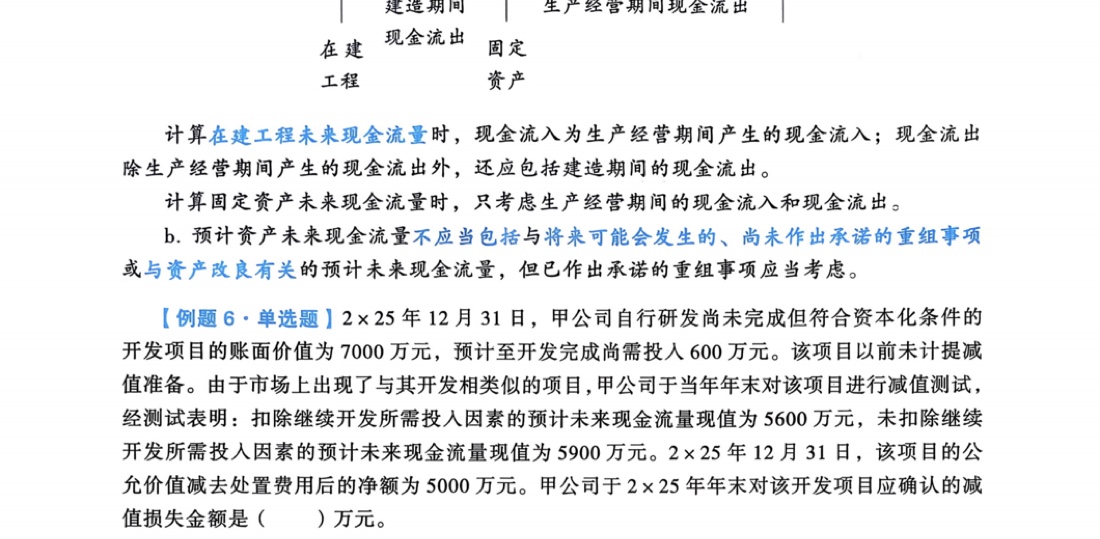 建造期间 生产经营期间现金流出
现金流出
在建 固定
工程 资产
计算在建工程未来现金流量时，现金流入为生产经营期间产生的现金流入；现金流出
除生产经营期间产生的现金流出外，还应包括建造期间的现金流出。
计算固定资产未来现金流量时，只考虑生产经营期间的现金流入和现金流出。
b. 预计资产未来现金流量不应当包括与将来可能会发生的、尚未作出承诺的重组事项
或与资产改良有关的预计未来现金流量，但已作出承诺的重组事项应当考虑。
【例题6·单选题】2×25年12月31日，甲公司自行研发尚未完成但符合资本化条件的
开发项目的账面价值为7000万元，预计至开发完成尚需投入600万元。该项目以前未计提减
值准备。由于市场上出现了与其开发相类似的项目，甲公司于当年年末对该项目进行减值测试，
经测试表明：扣除继续开发所需投入因素的预计未来现金流量现值为5600万元，未扣除继续
开发所需投入因素的预计未来现金流量现值为5900万元。2×25年12月31日，该项目的公
允价值减去处置费用后的净额为5000万元。甲公司于2×25年年末对该开发项目应确认的减
值损失金额是（ ）万元。